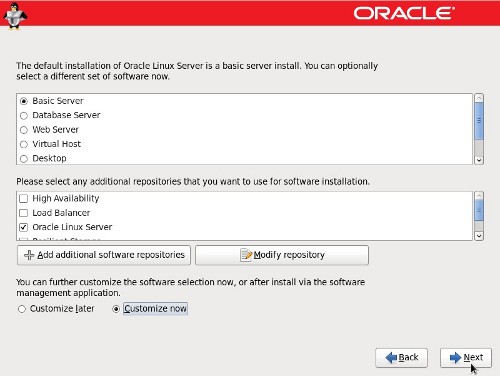 ORACLE
The default installation of Oracle Linux Server is a basic server install. You can optionally
select a different set of software now.
Basic Server
Database Server
Web Server
Virtual Host
Desktop
Please select any additional repositories that you want to use for software installation.
High Availability
Load Balancer
Oracle Linux Server
Add additional software repositories
Modify repository
You can further customize the software selection now, or after install via the software
management application.
Customize later
Customize now
Back
Next